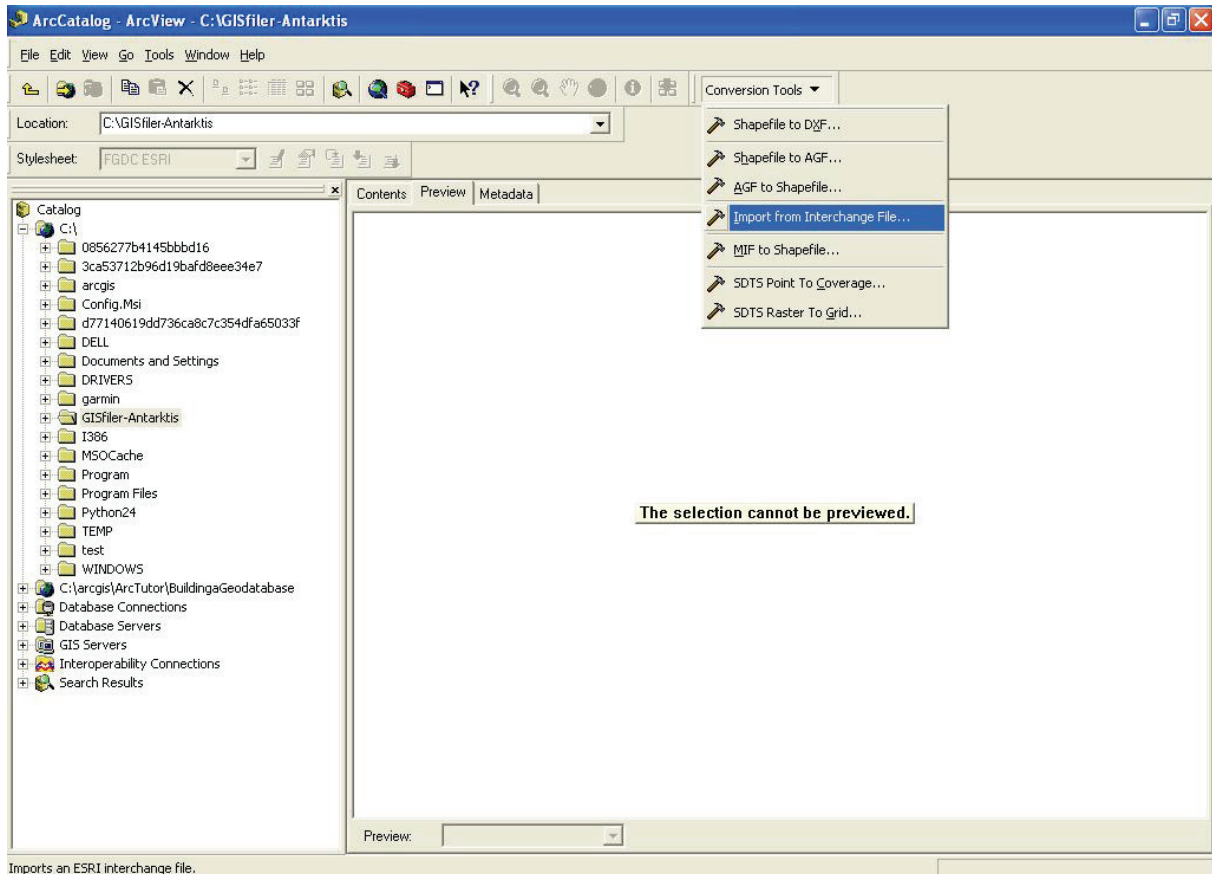 ArcCatalog - ArcView - C:\GISfiler-Antarktis
File Edit View Go Tools Window Help
Conversion Tools
Location: C:\GISfiler-Antarktis
Stylesheet: FGDC ESRI
Shapefile to DXF...
Shapefile to AGF...
AGF to Shapefile...
Import from Interchange File...
MIF to Shapefile...
SDTS Point To Coverage...
SDTS Raster To Grid...
Catalog
C:\
0856277b4145bbbd16
3ca53712b96d19bafd8eee34e7
arcgis
Config.Msi
d77140619dd736ca8c7c354dfa65033f
DELL
Documents and Settings
DRIVERS
garmin
GISfiler-Antarktis
I386
MSOCache
Program
Program Files
Python24
TEMP
test
WINDOWS
C:\arcgis\ArcTutor\BuildingaGeodatabase
Database Connections
Database Servers
GIS Servers
Interoperability Connections
Search Results
Contents Preview Metadata
The selection cannot be previewed.
Preview:
Imports an ESRI interchange file.